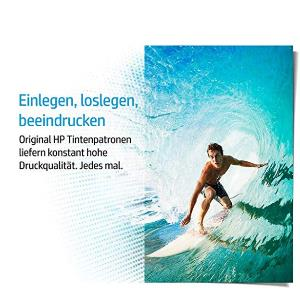 Einlegen, loslegen,
beeindrucken
Original HP Tintenpatronen
liefern konstant hohe
Druckqualität. Jedes mal.